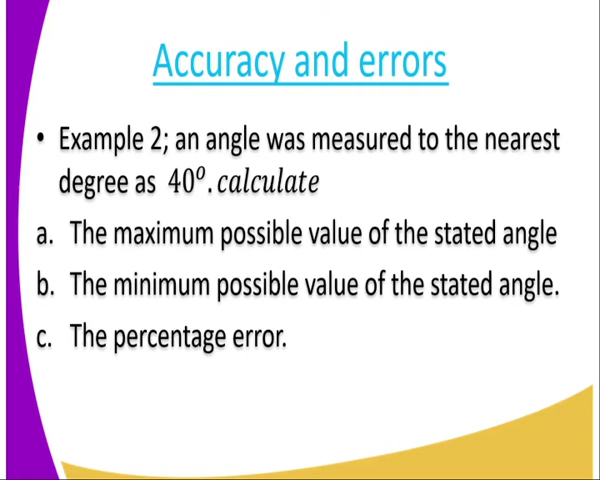 Accuracy and errors
• Example 2; an angle was measured to the nearest
degree as 40⁰. calculate
a. The maximum possible value of the stated angle
b. The minimum possible value of the stated angle.
c. The percentage error.